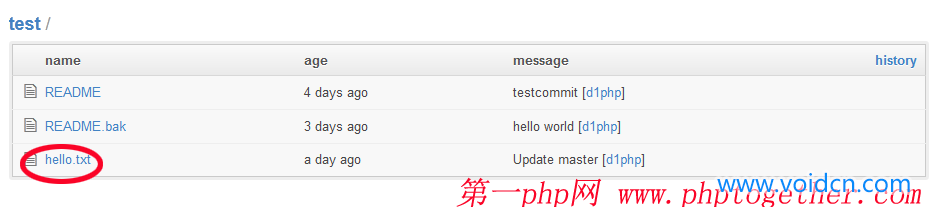 test /
name age message history
README 4 days ago testcommit [d1php]
README.bak 3 days ago hello world [d1php]
hello.txt a day ago Update master [d1php]
www.voidcn.com
第一php网 www.phptogether.com